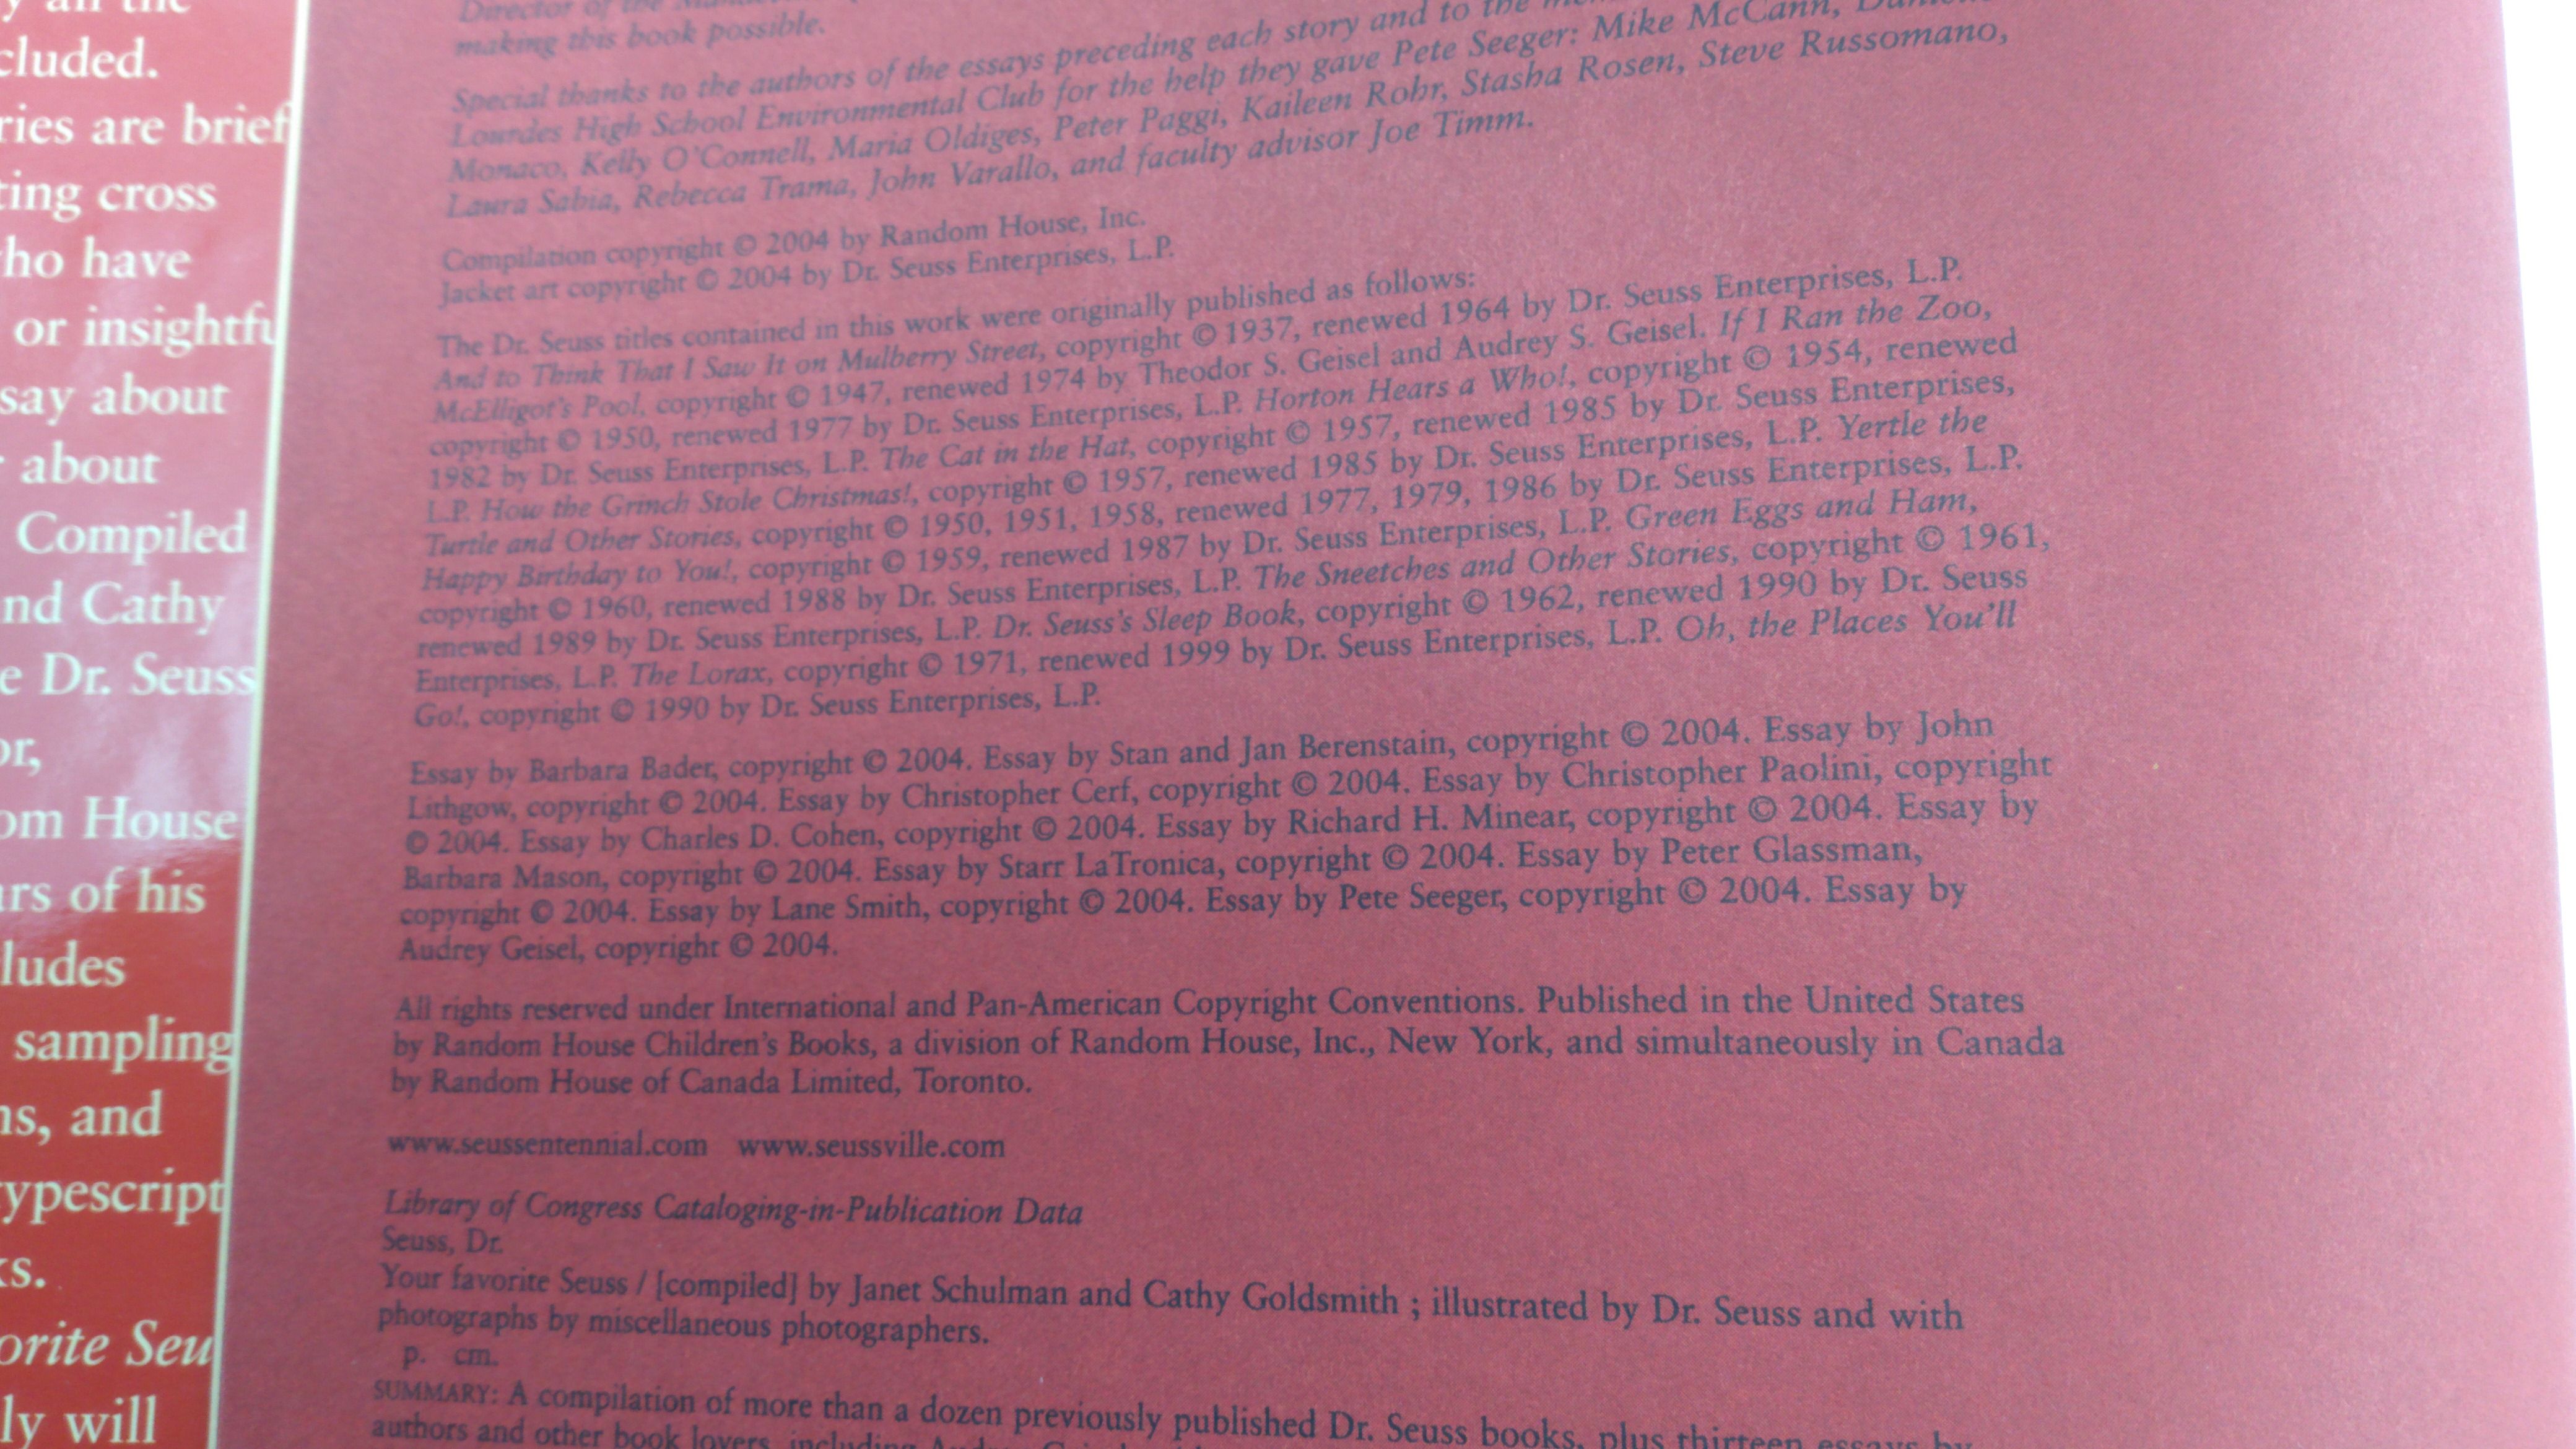 cluded.
ries are brief
ting cross
ho have
or insightfu
say about
about
Compiled
nd Cathy
e Dr. Seuss
or,
om House
ars of his
ludes
sampling
ns, and
typescript
ks.
orite Seu
ly will
Director of the
making this book possible.
Special thanks to the authors of the essays preceding each story and to the
Lourdes High School Environmental Club for the help they gave Pete Seeger: Mike McCann,
Monaco, Kelly O'Connell, Maria Oldiges, Peter Paggi, Kaileen Rohr, Stasha Rosen, Steve Russomano,
Laura Sabia, Rebecca Trama, John Varallo, and faculty advisor Joe Timm.
Compilation copyright © 2004 by Random House, Inc.
Jacket art copyright © 2004 by Dr. Seuss Enterprises, L.P.
The Dr. Seuss titles contained in this work were originally published as follows:
And to Think That I Saw It on Mulberry Street, copyright © 1937, renewed 1964 by Dr. Seuss Enterprises, L.P.
McElligot's Pool, copyright © 1947, renewed 1974 by Theodor S. Geisel and Audrey S. Geisel. If I Ran the Zoo,
copyright © 1950, renewed 1977 by Dr. Seuss Enterprises, L.P. Horton Hears a Who!, copyright © 1954, renewed
1982 by Dr. Seuss Enterprises, L.P. The Cat in the Hat, copyright © 1957, renewed 1985 by Dr. Seuss Enterprises,
L.P. How the Grinch Stole Christmas!, copyright © 1957, renewed 1985 by Dr. Seuss Enterprises, L.P. Yertle the
Turtle and Other Stories, copyright © 1950, 1951, 1958, renewed 1977, 1979, 1986 by Dr. Seuss Enterprises, L.P.
Happy Birthday to You!, copyright © 1959, renewed 1987 by Dr. Seuss Enterprises, L.P. Green Eggs and Ham,
copyright © 1960, renewed 1988 by Dr. Seuss Enterprises, L.P. The Sneetches and Other Stories, copyright © 1961,
renewed 1989 by Dr. Seuss Enterprises, L.P. Dr. Seuss's Sleep Book, copyright © 1962, renewed 1990 by Dr. Seuss
Enterprises, L.P. The Lorax, copyright © 1971, renewed 1999 by Dr. Seuss Enterprises, L.P. Oh, the Places You'll
Go!, copyright © 1990 by Dr. Seuss Enterprises, L.P.
Essay by Barbara Bader, copyright © 2004. Essay by Stan and Jan Berenstain, copyright © 2004. Essay by John
Lithgow, copyright © 2004. Essay by Christopher Cerf, copyright © 2004. Essay by Christopher Paolini, copyright
© 2004. Essay by Charles D. Cohen, copyright © 2004. Essay by Richard H. Minear, copyright © 2004. Essay by
Barbara Mason, copyright © 2004. Essay by Starr LaTronica, copyright © 2004. Essay by Peter Glassman,
copyright © 2004. Essay by Lane Smith, copyright © 2004. Essay by Pete Seeger, copyright © 2004. Essay by
Audrey Geisel, copyright © 2004.
All rights reserved under International and Pan-American Copyright Conventions. Published in the United States
by Random House Children's Books, a division of Random House, Inc., New York, and simultaneously in Canada
by Random House of Canada Limited, Toronto.
www.seussentennial.com www.seussville.com
Library of Congress Cataloging-in-Publication Data
Seuss, Dr.
Your favorite Seuss / [compiled] by Janet Schulman and Cathy Goldsmith ; illustrated by Dr. Seuss and with
photographs by miscellaneous photographers.
p. cm.
SUMMARY: A compilation of more than a dozen previously published Dr. Seuss books, plus thirteen essays by
authors and other book lovers, including